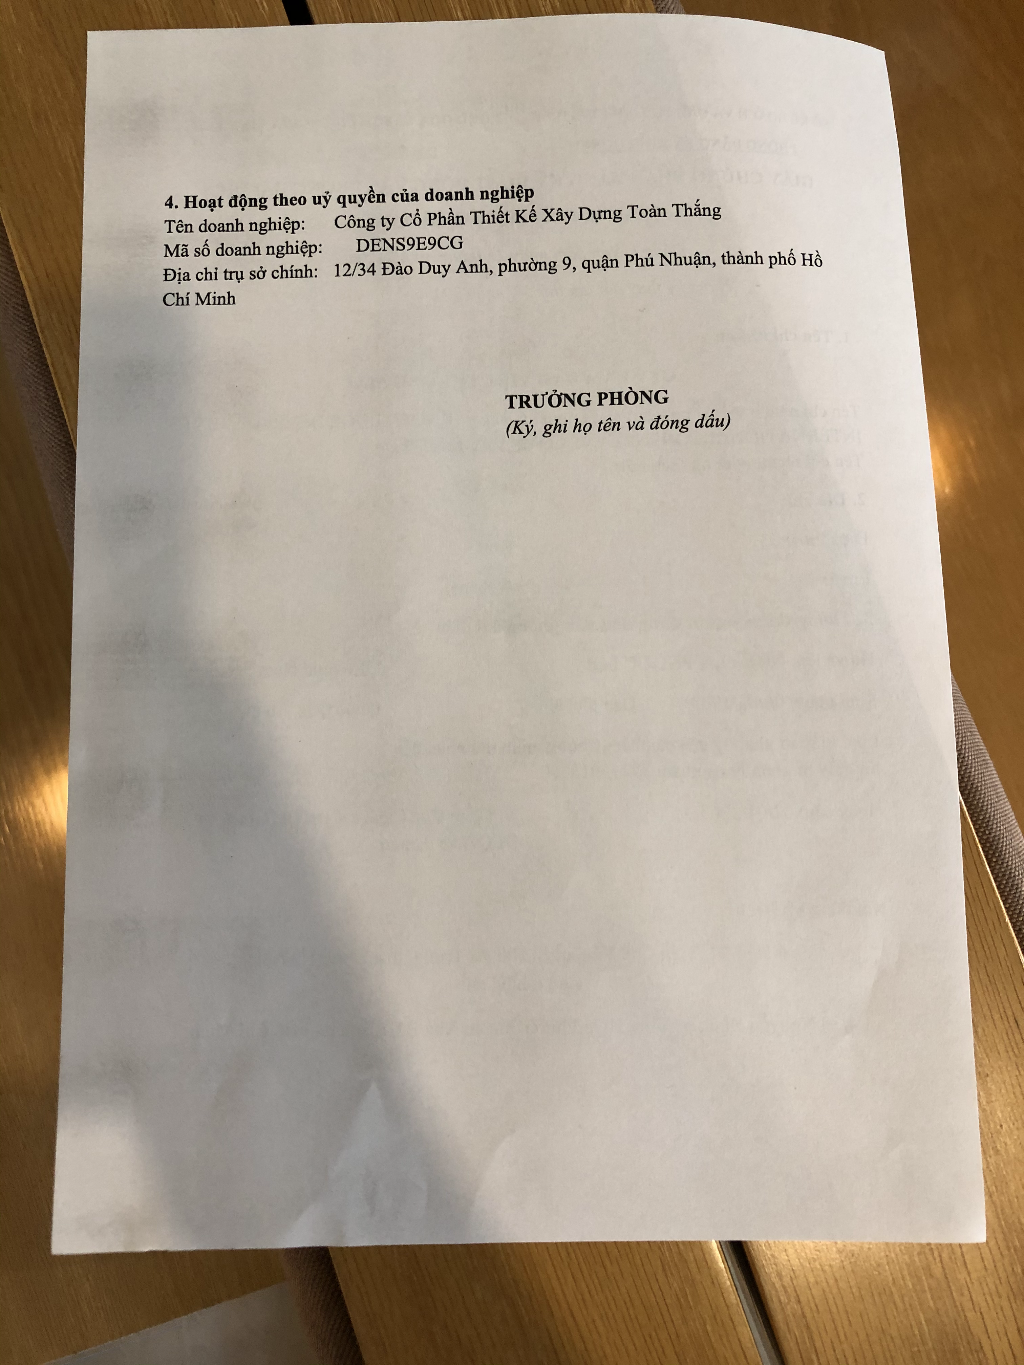 4. Hoạt động theo uỷ quyền của doanh nghiệp
Tên doanh nghiệp: Công ty Cổ Phần Thiết Kế Xây Dựng Toàn Thắng
Mã số doanh nghiệp: DENS9E9CG
Địa chỉ trụ sở chính: 12/34 Đào Duy Anh, phường 9, quận Phú Nhuận, thành phố Hồ
Chí Minh
TRƯỞNG PHÒNG
(Ký, ghi họ tên và đóng dấu)